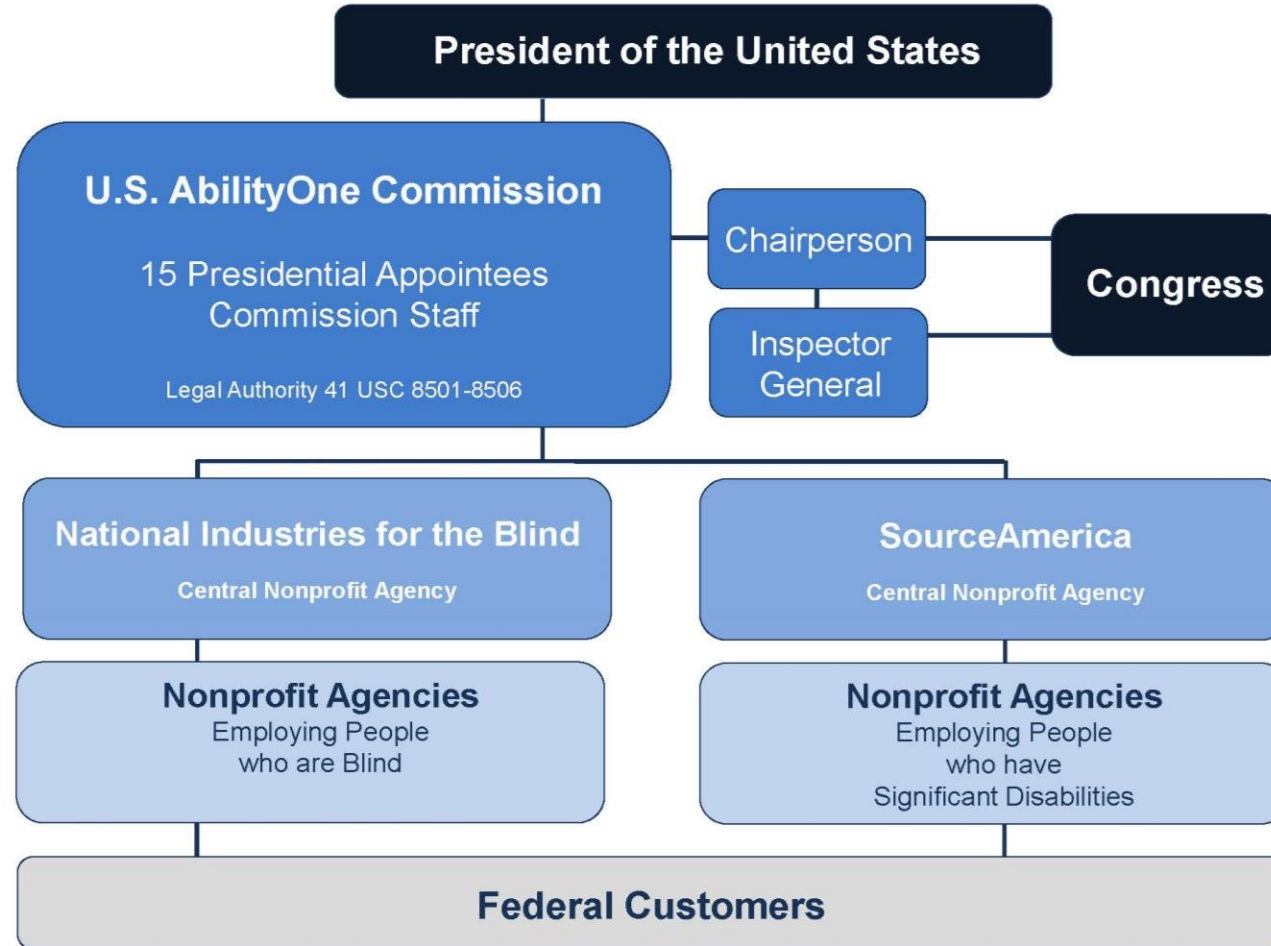 President of the United States
U.S. AbilityOne Commission
15 Presidential Appointees
Commission Staff
Legal Authority 41 USC 8501-8506
Chairperson
Inspector
General
Congress
National Industries for the Blind
Central Nonprofit Agency
SourceAmerica
Central Nonprofit Agency
Nonprofit Agencies
Employing People
who are Blind
Nonprofit Agencies
Employing People
who have
Significant Disabilities
Federal Customers